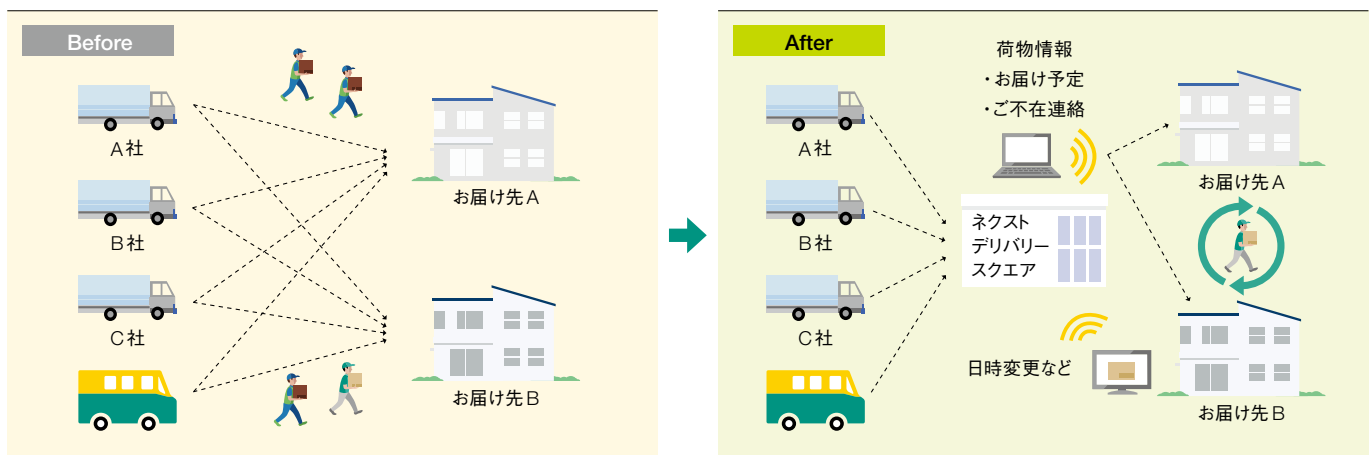 Before
A社
B社
C社
お届け先A
お届け先B
After
A社
B社
C社
荷物情報
・お届け予定
・ご不在連絡
ネクスト
デリバリー
スクエア
日時変更など
お届け先A
お届け先B